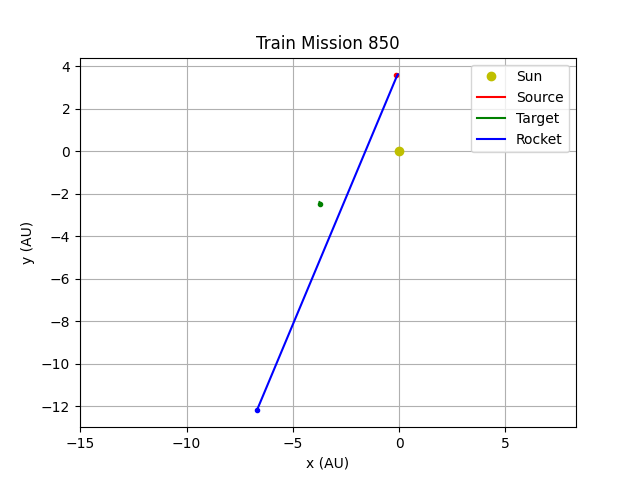 Train Mission 850
Sun
Source
Target
Rocket
4
2
0
−2
−4
−6
−8
−10
−12
y (AU)
−15
−10
−5
0
5
x (AU)